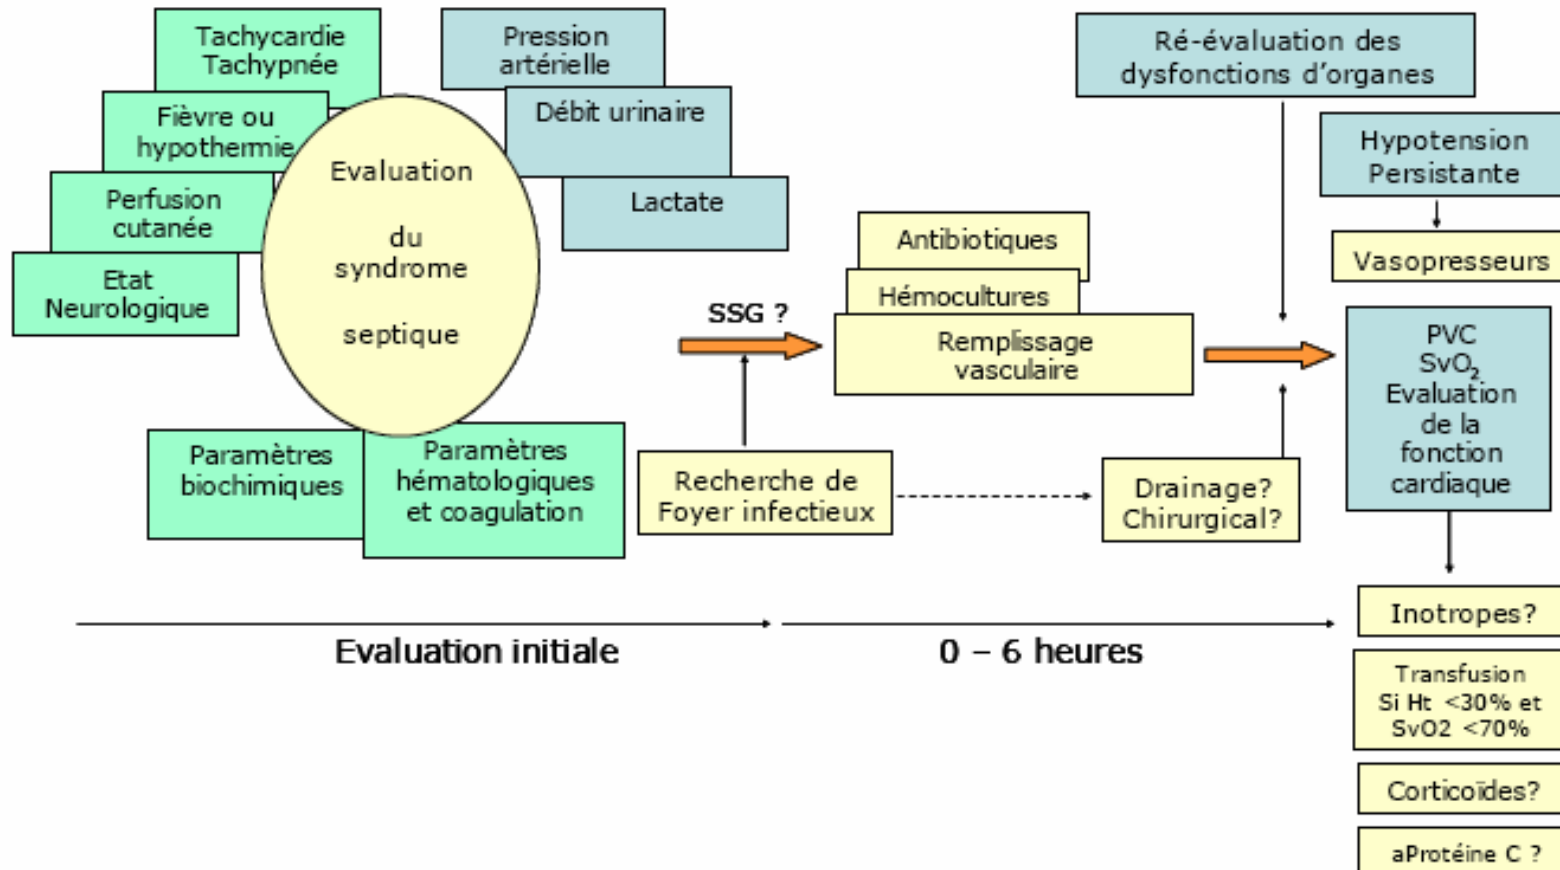 Tachycardie
Tachypnée
Fièvre ou
hypothermie
Perfusion
cutanée
Etat
Neurologique
Evaluation
du
syndrome
septique
Pression
artérielle
Débit urinaire
Lactate
Paramètres
biochimiques
Paramètres
hématologiques
et coagulation
SSG ?
Recherche de
Foyer infectieux
Antibiotiques
Hémocultures
Remplissage
vasculaire
Drainage?
Chirurgical?
Ré-évaluation des
dysfonctions d'organes
Hypotension
Persistante
Vasopresseurs
PVC
SvO₂
Evaluation
de la
fonction
cardiaque
Inotropes?
Transfusion
Si Ht <30% et
SvO2 <70%
Corticoïdes?
aProtéine C ?
Evaluation initiale
0 – 6 heures